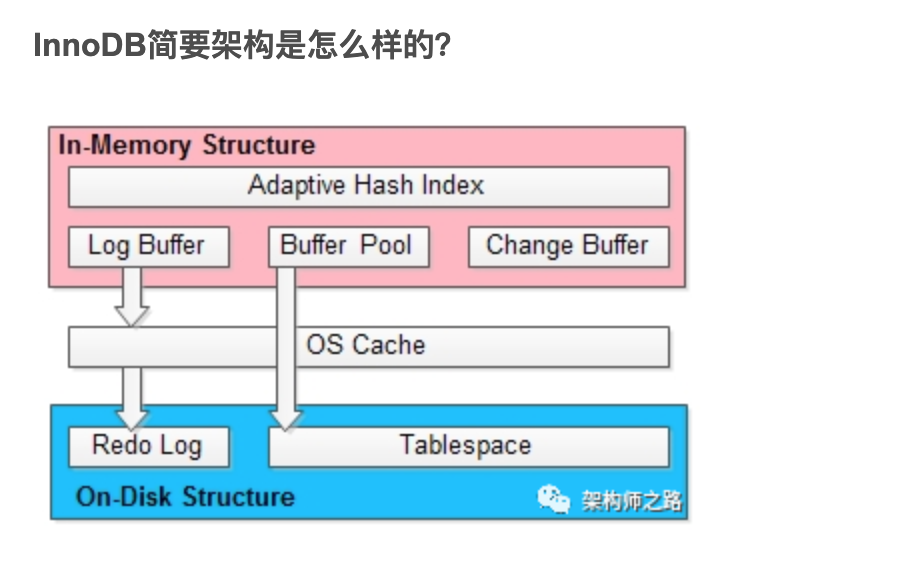 InnoDB简要架构是怎么样的？
In-Memory Structure
Adaptive Hash Index
Log Buffer
Buffer Pool
Change Buffer
OS Cache
Redo Log
Tablespace
On-Disk Structure
架构师之路